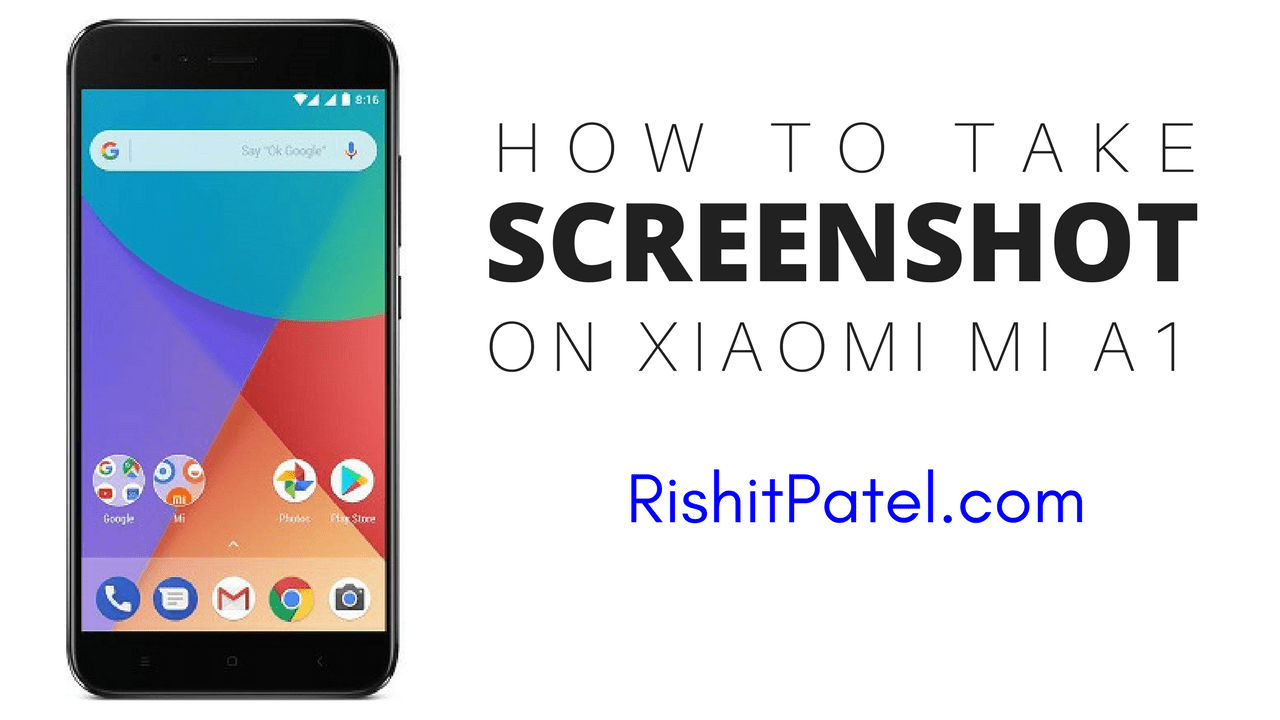 8:16
Say "Ok Google"
Google Mi Photos Play Store
HOW TO TAKE
SCREENSHOT
ON XIAOMI MI A1
RishitPatel.com